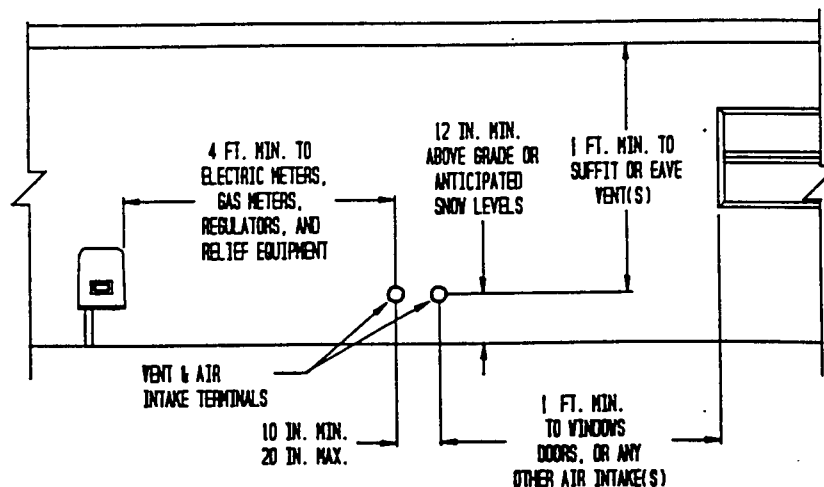 4 FT. MIN. TO
ELECTRIC METERS,
GAS METERS,
REGULATORS, AND
RELIEF EQUIPMENT
12 IN. MIN.
ABOVE GRADE OR
ANTICIPATED
SNOW LEVELS
1 FT. MIN. TO
SUFFIT OR EAVE
VENT(S)
VENT & AIR
INTAKE TERMINALS
10 IN. MIN.
20 IN. MAX.
1 FT. MIN.
TO WINDOWS
DOORS, OR ANY
OTHER AIR INTAKE(S)